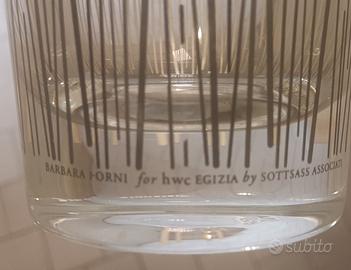 BARBARA FORNI for hwc EGIZIA by SOTTSASS ASSOCIATI
subito